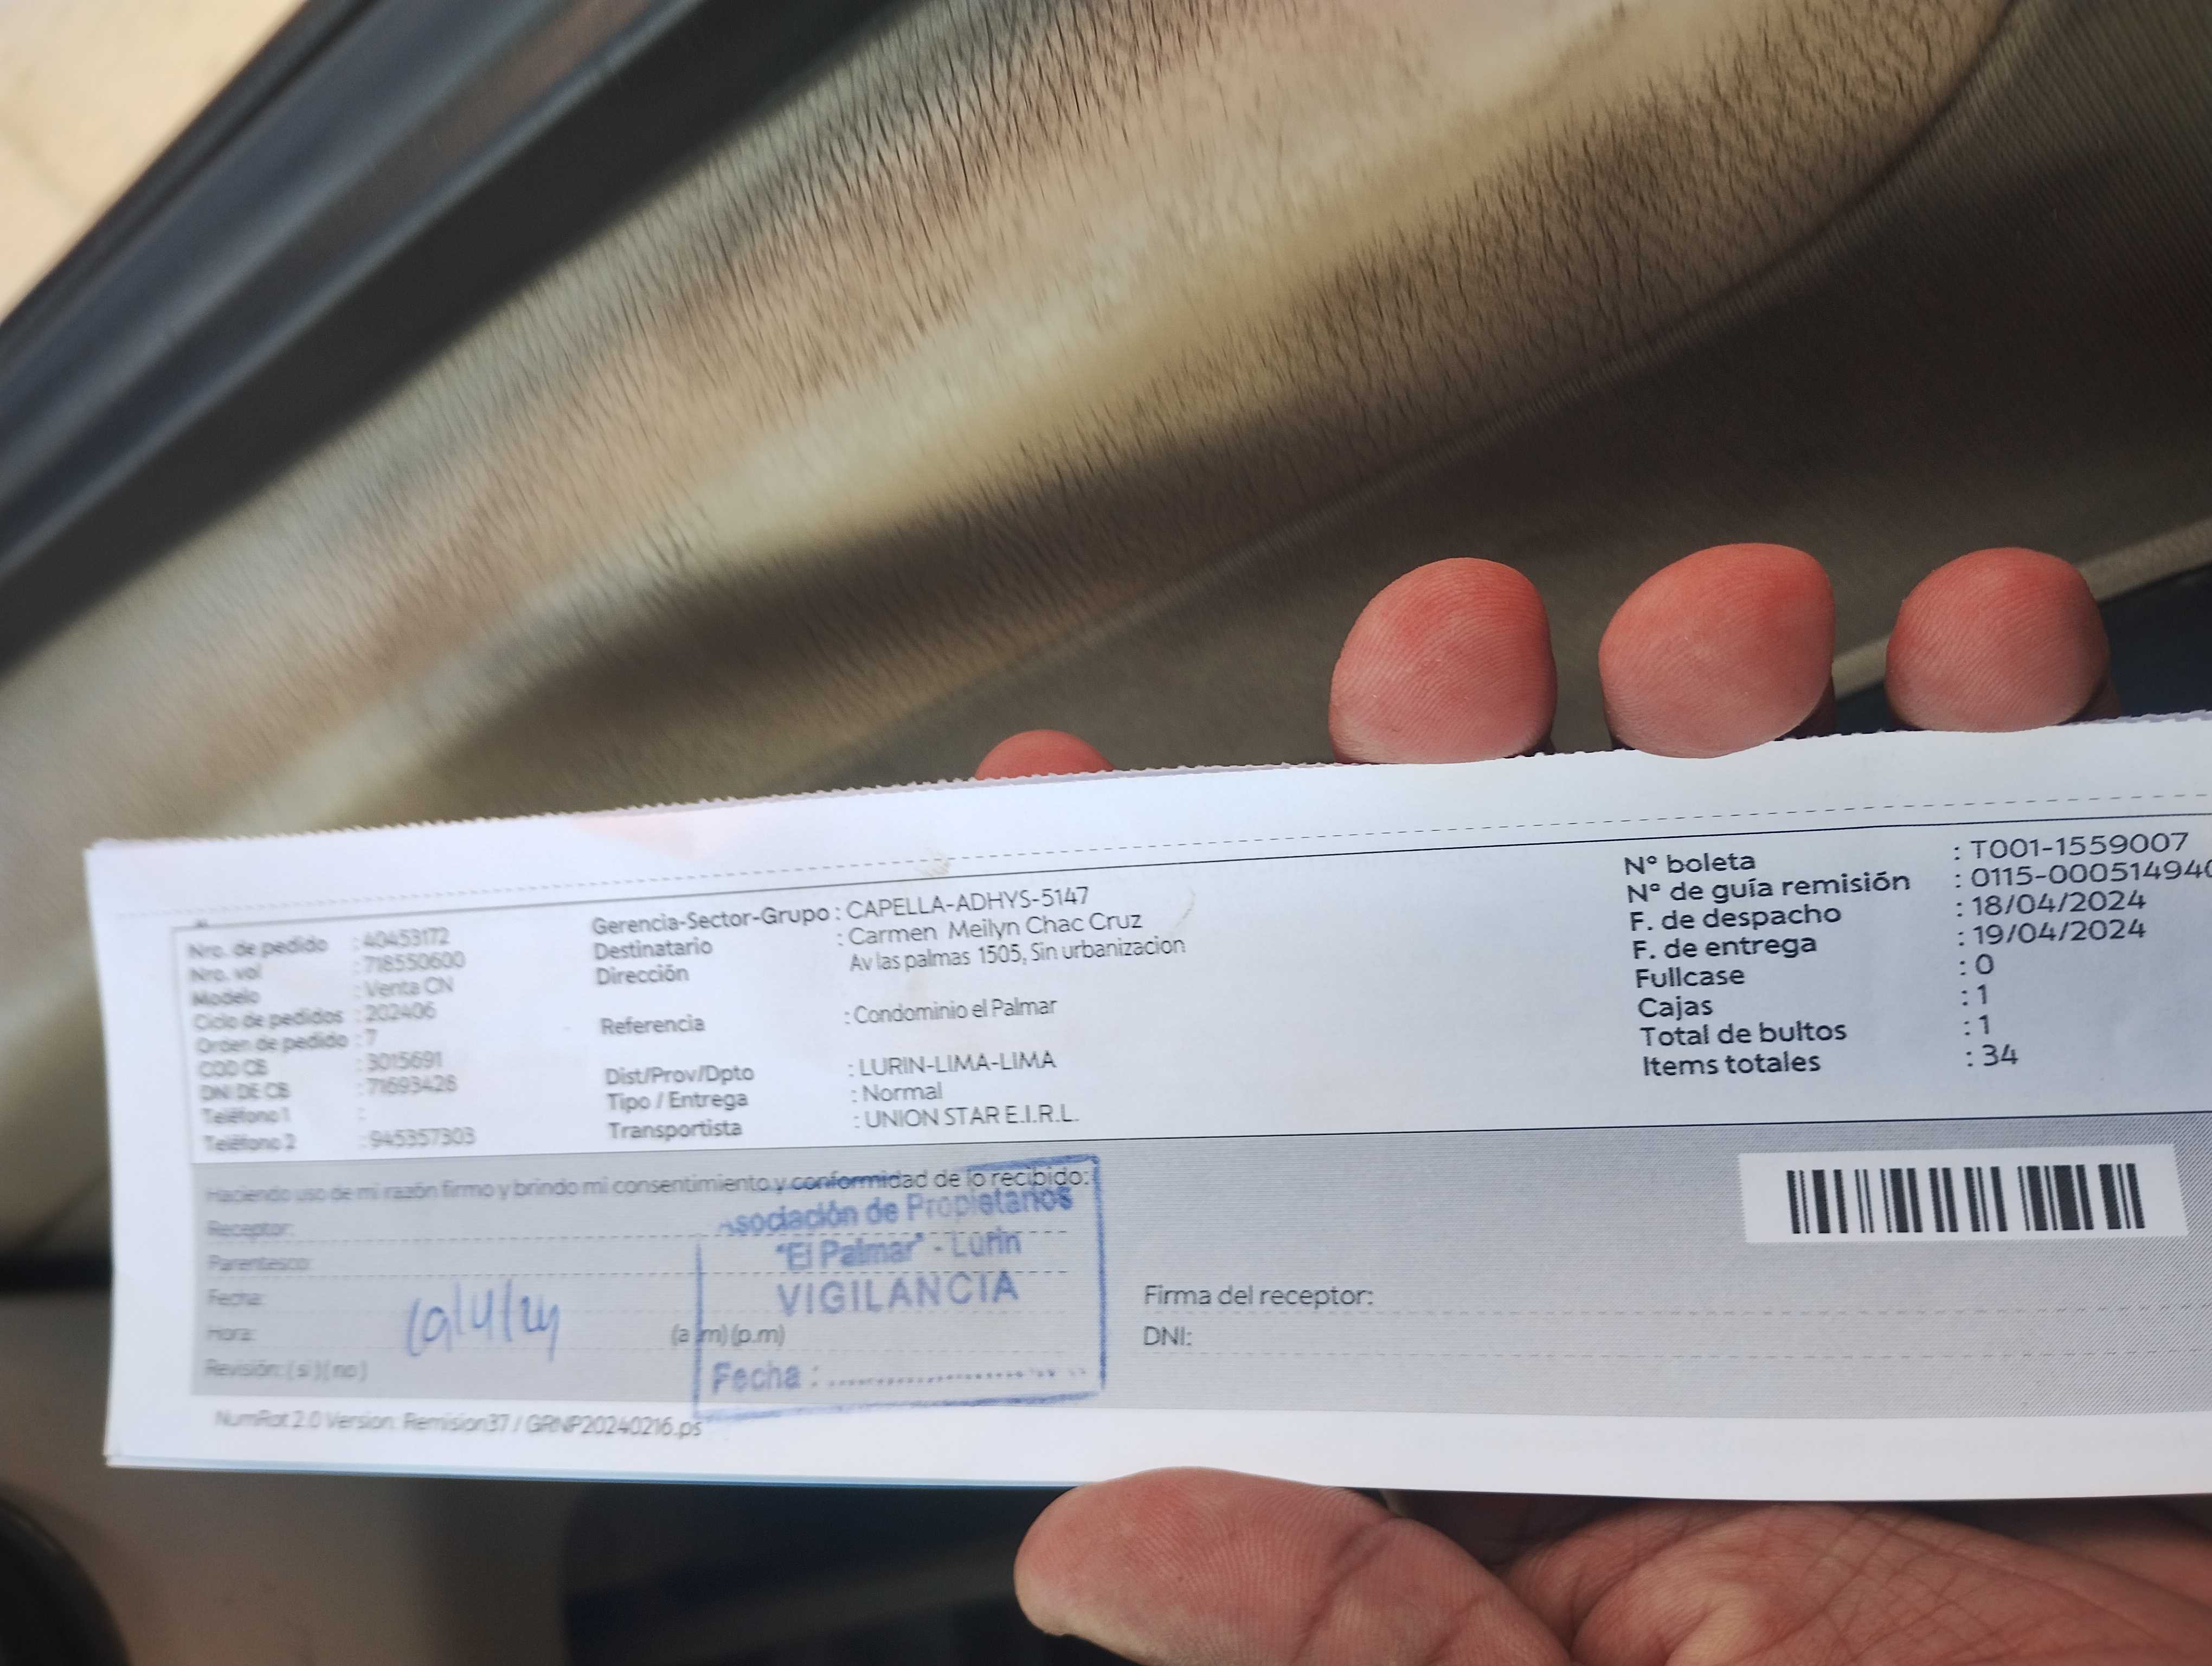 Nro. de pedido : 40453172
Nro. vol : 718550600
Modelo : Venta CN
Ciclo de pedidos : 202406
Orden de pedido : 7
COD CB : 3015691
DNI DE CB : 71693428
Teléfono 1 :
Teléfono 2 : 945357303
Gerencia-Sector-Grupo : CAPELLA-ADHYS-5147
Destinatario : Carmen Meilyn Chac Cruz
Dirección Av las palmas 1505, Sin urbanizacion
Referencia : Condominio el Palmar
Dist/Prov/Dpto : LURIN-LIMA-LIMA
Tipo / Entrega : Normal
Transportista : UNION STAR E.I.R.L.
N° boleta : T001-1559007
N° de guía remisión : 0115-00051494
F. de despacho : 18/04/2024
F. de entrega : 19/04/2024
Fullcase : 0
Cajas : 1
Total de bultos : 1
Items totales : 34
Haciendo uso de mi razón firmo y brindo mi consentimiento y conformidad de lo recibido:
Receptor:
Parentesco:
Fecha:
Hora: (a.m)(p.m)
Revisión: (si)(no)
sociación de Propietarios
"El Palmar" - Lurin
VIGILANCIA
Fecha : ....................
Firma del receptor:
DNI:
NumRot 2.0 Version: Remision37 / GRNP20240216.ps